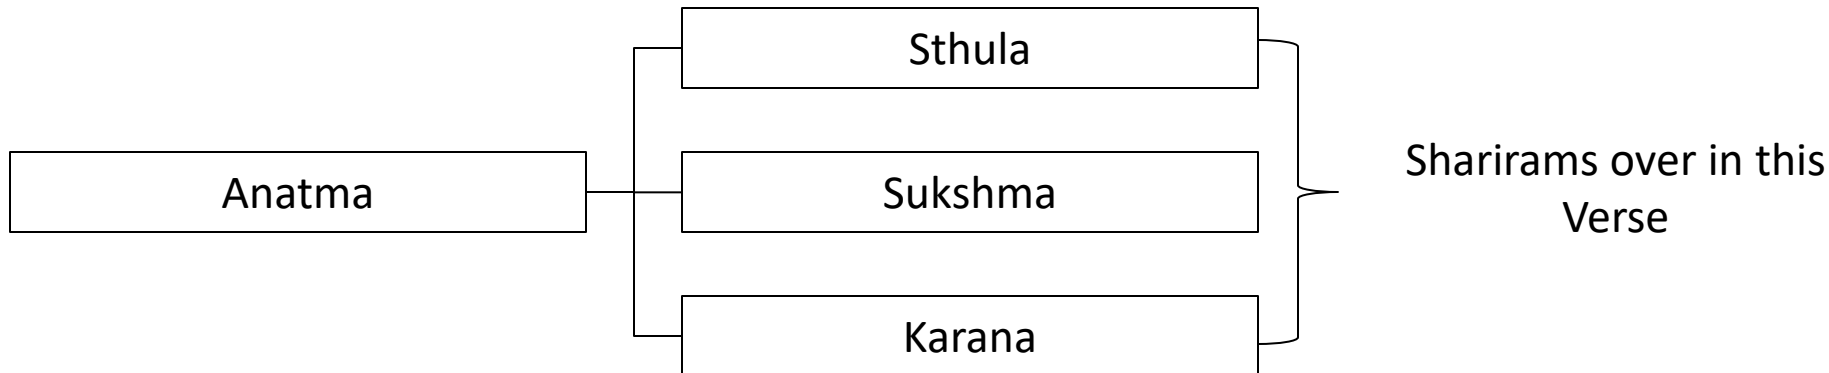 Anatma
Sthula
Sukshma
Karana
Sharirams over in this
Verse